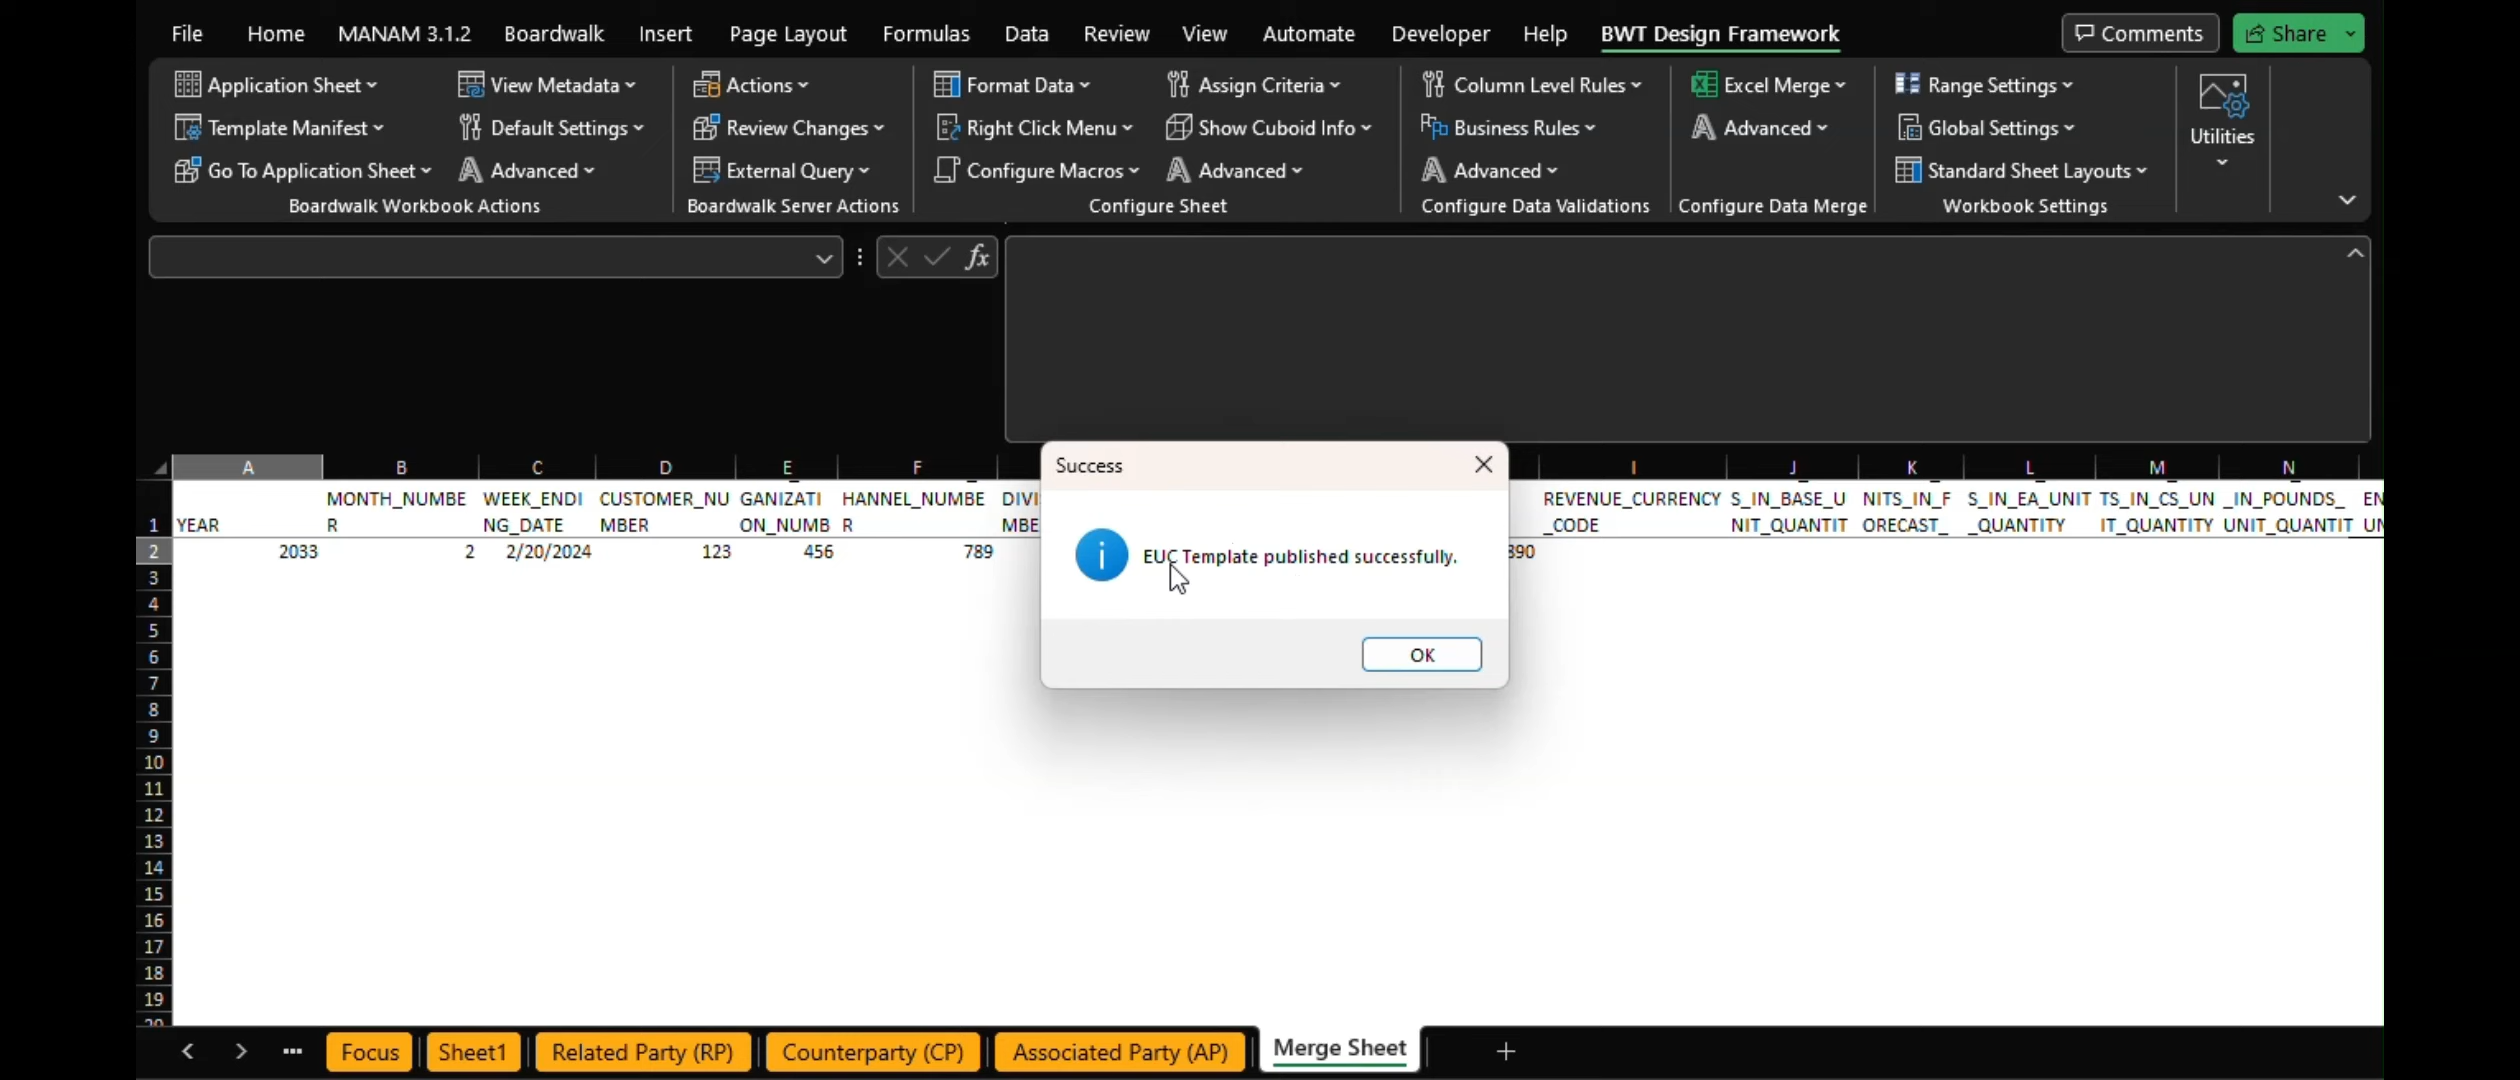 File Home MANAM 3.1.2 Boardwalk Insert Page Layout Formulas Data Review View Automate Developer Help BWT Design Framework Comments Share
Application Sheet View Metadata Actions Format Data Assign Criteria Column Level Rules Excel Merge Range Settings
Template Manifest Default Settings Review Changes Right Click Menu Show Cuboid Info Business Rules Advanced Global Settings Utilities
Go To Application Sheet Advanced External Query Configure Macros Advanced Advanced Standard Sheet Layouts
Boardwalk Workbook Actions Boardwalk Server Actions Configure Sheet Configure Data Validations Configure Data Merge Workbook Settings
fx
A B C D E F I J K L M N
MONTH_NUMBE WEEK_ENDI CUSTOMER_NU GANIZATI HANNEL_NUMBE DIVI REVENUE_CURRENCY S_IN_BASE_U NITS_IN_F S_IN_EA_UNIT TS_IN_CS_UN _IN_POUNDS_ EN
1 YEAR R NG_DATE MBER ON_NUMB R MBE _CODE NIT_QUANTIT ORECAST_ _QUANTITY IT_QUANTITY UNIT_QUANTIT UN
2 2033 2 2/20/2024 123 456 789 390
Success
EUC Template published successfully.
OK
3
4
5
6
7
8
9
10
11
12
13
14
15
16
17
18
19
20
Focus Sheet1 Related Party (RP) Counterparty (CP) Associated Party (AP) Merge Sheet